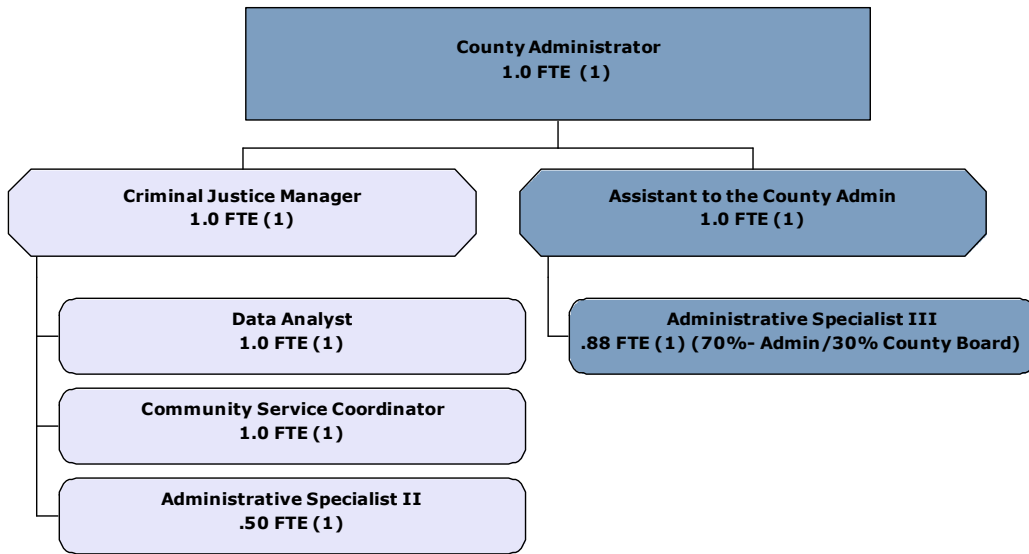 County Administrator
1.0 FTE (1)
Criminal Justice Manager
1.0 FTE (1)
Assistant to the County Admin
1.0 FTE (1)
Data Analyst
1.0 FTE (1)
Administrative Specialist III
.88 FTE (1) (70%- Admin/30% County Board)
Community Service Coordinator
1.0 FTE (1)
Administrative Specialist II
.50 FTE (1)